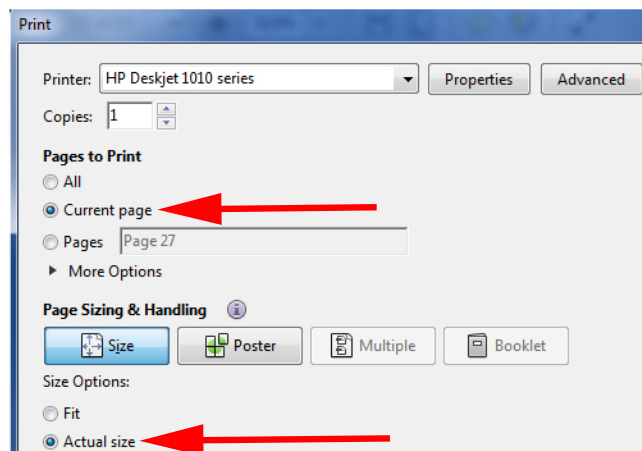 Print
Printer: HP Deskjet 1010 series Properties Advanced
Copies: 1
Pages to Print
All
Current page
Pages Page 27
More Options
Page Sizing & Handling i
Size Poster Multiple Booklet
Size Options:
Fit
Actual size